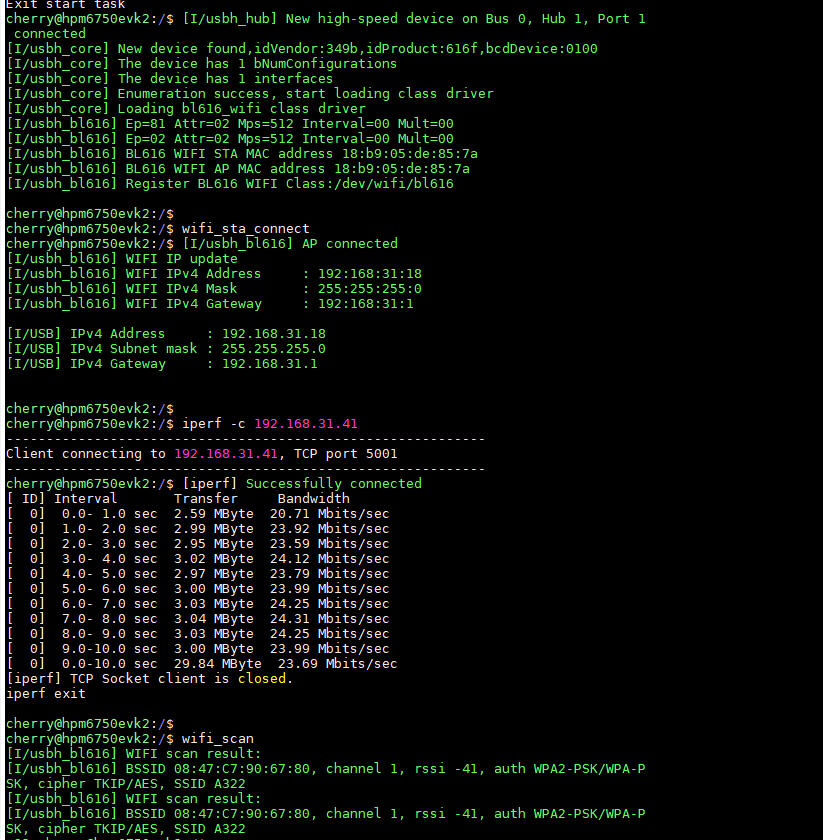 Exit start task
cherry@hpm6750evk2:/$ [I/usbh_hub] New high-speed device on Bus 0, Hub 1, Port 1
 connected
[I/usbh_core] New device found,idVendor:349b,idProduct:616f,bcdDevice:0100
[I/usbh_core] The device has 1 bNumConfigurations
[I/usbh_core] The device has 1 interfaces
[I/usbh_core] Enumeration success, start loading class driver
[I/usbh_core] Loading bl616_wifi class driver
[I/usbh_bl616] Ep=81 Attr=02 Mps=512 Interval=00 Mult=00
[I/usbh_bl616] Ep=02 Attr=02 Mps=512 Interval=00 Mult=00
[I/usbh_bl616] BL616 WIFI STA MAC address 18:b9:05:de:85:7a
[I/usbh_bl616] BL616 WIFI AP MAC address 18:b9:05:de:85:7a
[I/usbh_bl616] Register BL616 WIFI Class:/dev/wifi/bl616
cherry@hpm6750evk2:/$
cherry@hpm6750evk2:/$ wifi_sta_connect
cherry@hpm6750evk2:/$ [I/usbh_bl616] AP connected
[I/usbh_bl616] WIFI IP update
[I/usbh_bl616] WIFI IPv4 Address     : 192:168:31:18
[I/usbh_bl616] WIFI IPv4 Mask        : 255:255:255:0
[I/usbh_bl616] WIFI IPv4 Gateway     : 192:168:31:1
[I/USB] IPv4 Address     : 192.168.31.18
[I/USB] IPv4 Subnet mask : 255.255.255.0
[I/USB] IPv4 Gateway     : 192.168.31.1
cherry@hpm6750evk2:/$
cherry@hpm6750evk2:/$ iperf -c 192.168.31.41
------------------------------------------------------------
Client connecting to 192.168.31.41, TCP port 5001
------------------------------------------------------------
cherry@hpm6750evk2:/$ [iperf] Successfully connected
[ ID] Interval       Transfer     Bandwidth
[  0]  0.0- 1.0 sec  2.59 MByte  20.71 Mbits/sec
[  0]  1.0- 2.0 sec  2.99 MByte  23.92 Mbits/sec
[  0]  2.0- 3.0 sec  2.95 MByte  23.59 Mbits/sec
[  0]  3.0- 4.0 sec  3.02 MByte  24.12 Mbits/sec
[  0]  4.0- 5.0 sec  2.97 MByte  23.79 Mbits/sec
[  0]  5.0- 6.0 sec  3.00 MByte  23.99 Mbits/sec
[  0]  6.0- 7.0 sec  3.03 MByte  24.25 Mbits/sec
[  0]  7.0- 8.0 sec  3.04 MByte  24.31 Mbits/sec
[  0]  8.0- 9.0 sec  3.03 MByte  24.25 Mbits/sec
[  0]  9.0-10.0 sec  3.00 MByte  23.99 Mbits/sec
[  0]  0.0-10.0 sec  29.84 MByte  23.69 Mbits/sec
[iperf] TCP Socket client is closed.
iperf exit
cherry@hpm6750evk2:/$
cherry@hpm6750evk2:/$ wifi_scan
[I/usbh_bl616] WIFI scan result:
[I/usbh_bl616] BSSID 08:47:C7:90:67:80, channel 1, rssi -41, auth WPA2-PSK/WPA-P
SK, cipher TKIP/AES, SSID A322
[I/usbh_bl616] WIFI scan result:
[I/usbh_bl616] BSSID 08:47:C7:90:67:80, channel 1, rssi -41, auth WPA2-PSK/WPA-P
SK, cipher TKIP/AES, SSID A322